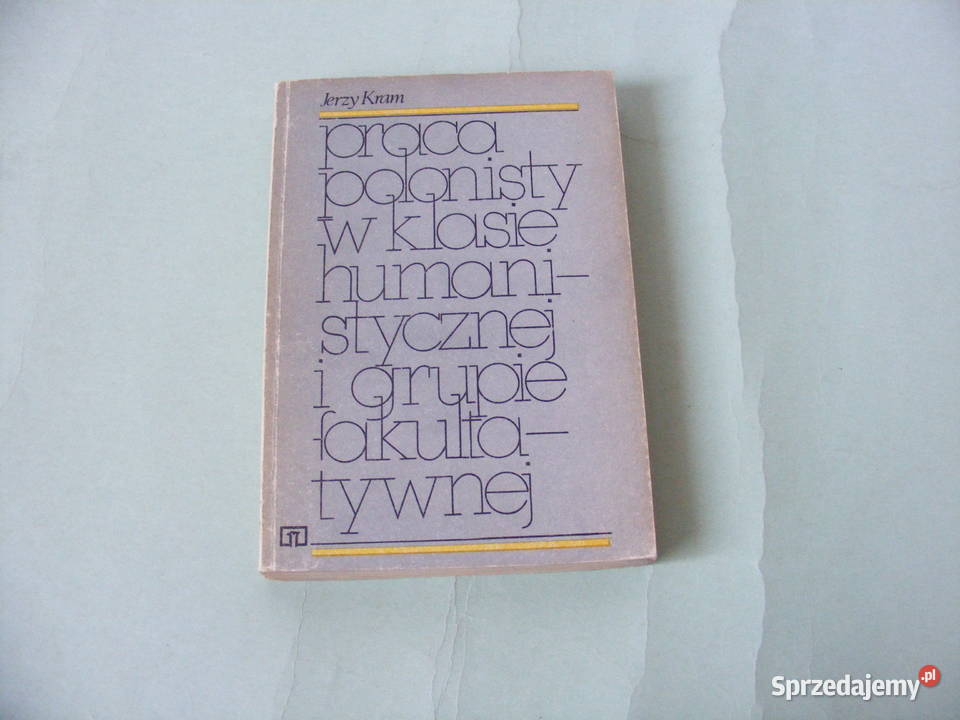 Jerzy Kram
praca
polonisty
w klasie
humani-
stycznej
i grupie
fakulta-
tywnej
Sprzedajemy.pl